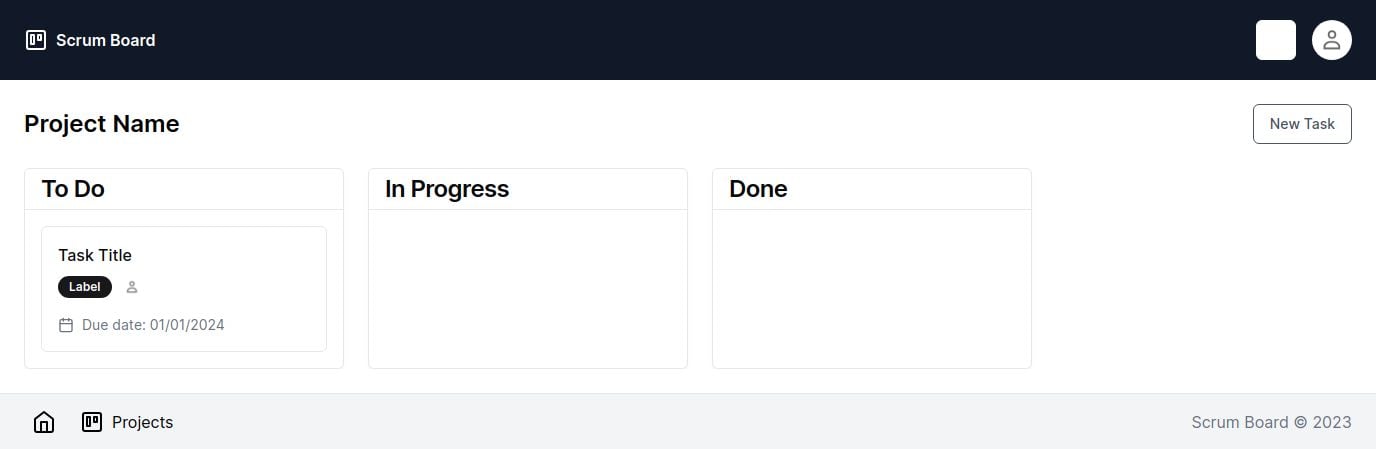 Scrum Board
Project Name
New Task
To Do
In Progress
Done
Task Title
Label
Due date: 01/01/2024
Projects
Scrum Board © 2023